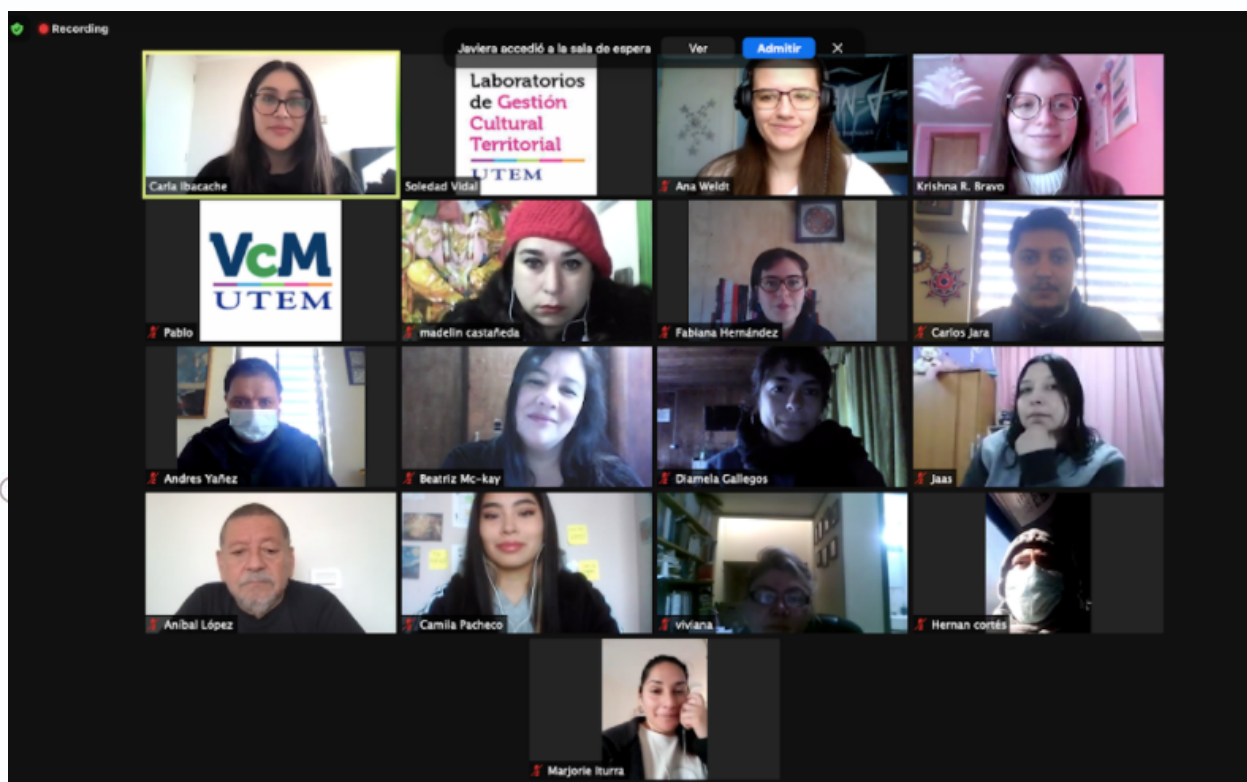 Recording
Javiera accedió a la sala de espera Ver Admitir
Carla Ibacache
Laboratorios
de Gestión
Cultural
Territorial
UTEM
Soledad Vidal
Ana Weldt
Krishna R. Bravo
VcM
UTEM
Pablo
madelin castañeda
Fabiana Hernández
Carlos Jara
Andres Yañez
Beatriz Mc-kay
Diamela Gallegos
Jaas
Aníbal López
Camila Pacheco
viviana
Hernan cortés
Marjorie Iturra